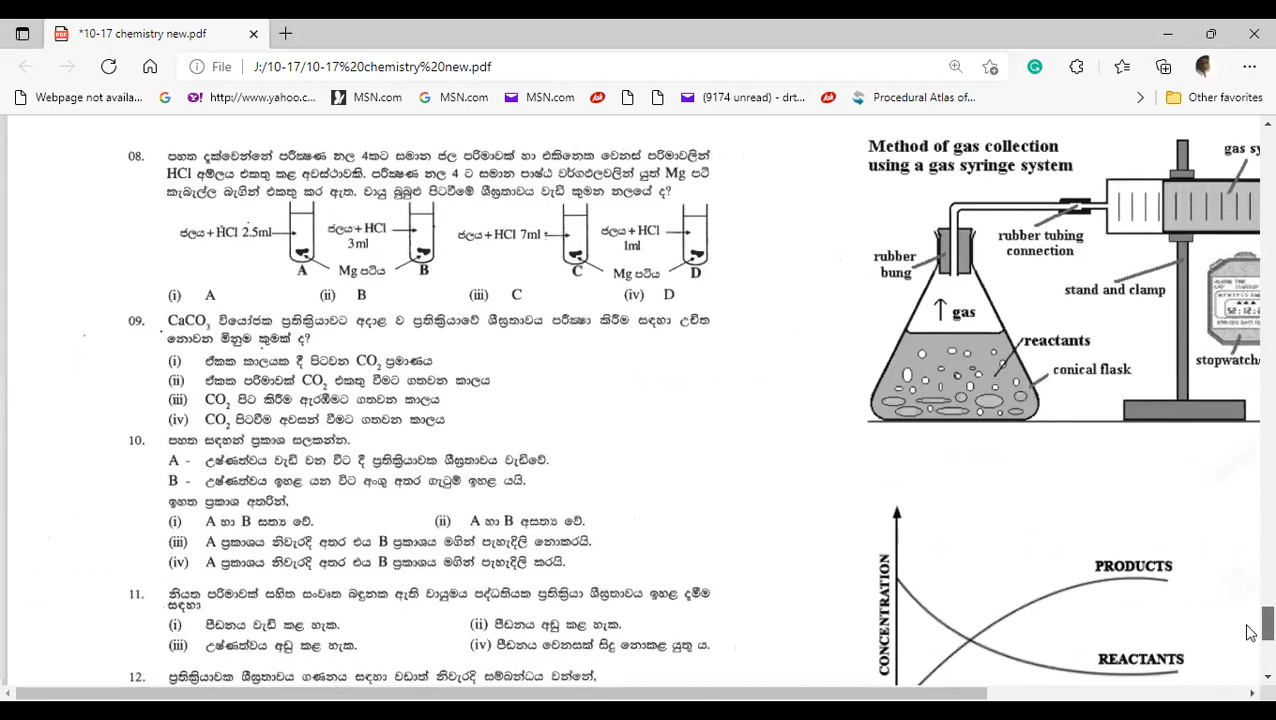 *10-17 chemistry new.pdf
File
J:/10-17/10-17%20chemistry%20new.pdf
Webpage not availa...
http://www.yahoo.c...
MSN.com
MSN.com
MSN.com
(9174 unread) - drt...
Procedural Atlas of...
Other favorites
08. පහත දැක්වෙන්නේ පරීක්ෂණ නල 4කට සමාන ජල පරිමාවක් හා එකිනෙක වෙනස් පරිමාවලින්
HCl අම්ලය එකතු කළ අවස්ථාවකි. පරීක්ෂණ නල 4 ට සමාන පෘෂ්ඨ වර්ගඵලවලින් යුත් Mg පටි
කැබැල්ල බැගින් එකතු කර ඇත. වායු බුබුළු පිටවීමේ ශීඝ්‍රතාවය වැඩි කුමන නලයේ ද?
ජලය+HCl 2.5ml
ජලය+HCl
3ml
ජලය+HCl 7ml
ජලය+HCl
1ml
A Mg පටිය B C Mg පටිය D
(i) A (ii) B (iii) C (iv) D
09. CaCO3 වියෝජක ප්‍රතික්‍රියාවට අදාළ ව ප්‍රතික්‍රියාවේ ශීඝ්‍රතාවය පරීක්ෂා කිරීම සඳහා උචිත
නොවන මිනුම කුමක් ද?
(i) ඒකක කාලයක දී පිටවන CO2 ප්‍රමාණය
(ii) ඒකක පරිමාවක් CO2 එකතු වීමට ගතවන කාලය
(iii) CO2 පිට කිරීම ඇරඹීමට ගතවන කාලය
(iv) CO2 පිටවීම අවසන් වීමට ගතවන කාලය
10. පහත සඳහන් ප්‍රකාශ සලකන්න.
A - උෂ්ණත්වය වැඩි වන විට දී ප්‍රතික්‍රියාවක ශීඝ්‍රතාවය වැඩිවේ.
B - උෂ්ණත්වය ඉහළ යන විට අංශු අතර ගැටුම් ඉහළ යයි.
ඉහත ප්‍රකාශ අතරින්,
(i) A හා B සත්‍ය වේ. (ii) A හා B අසත්‍ය වේ.
(iii) A ප්‍රකාශය නිවැරදි අතර එය B ප්‍රකාශය මගින් පැහැදිලි නොකරයි.
(iv) A ප්‍රකාශය නිවැරදි අතර එය B ප්‍රකාශය මගින් පැහැදිලි කරයි.
11. නියත පරිමාවක් සහිත සංවෘත බඳුනක ඇති වායුමය පද්ධතියක ප්‍රතික්‍රියා ශීඝ්‍රතාවය ඉහළ දැමීම
සඳහා
(i) පීඩනය වැඩි කළ හැක. (ii) පීඩනය අඩු කළ හැක.
(iii) උෂ්ණත්වය අඩු කළ හැක. (iv) පීඩනය වෙනසක් සිදු නොකළ යුතු ය.
12. ප්‍රතික්‍රියාවක ශීඝ්‍රතාවය ගණනය සඳහා වඩාත් නිවැරදි සම්බන්ධය වන්නේ,
Method of gas collection
using a gas syringe system
gas sy
rubber tubing
connection
rubber
bung
stand and clamp
gas
reactants
stopwatch
conical flask
PRODUCTS
CONCENTRATION
REACTANTS